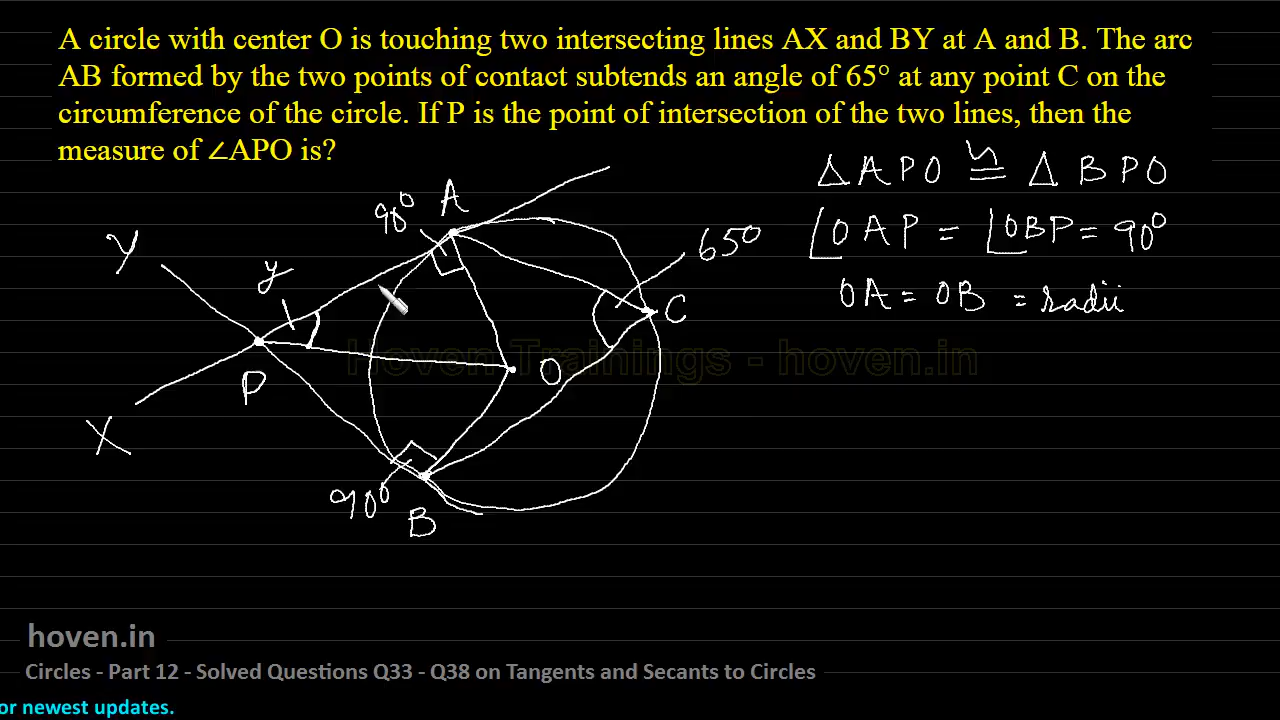 A circle with center O is touching two intersecting lines AX and BY at A and B. The arc
AB formed by the two points of contact subtends an angle of 65° at any point C on the
circumference of the circle. If P is the point of intersection of the two lines, then the
measure of ∠APO is?
△APO ≅ △BPO
∠OAP = ∠OBP = 90°
OA = OB = radii
A
90°
Y
y
65°
C
Hoven Trainings - hoven.in
O
P
X
90°
B
hoven.in
Circles - Part 12 - Solved Questions Q33 - Q38 on Tangents and Secants to Circles
or newest updates.